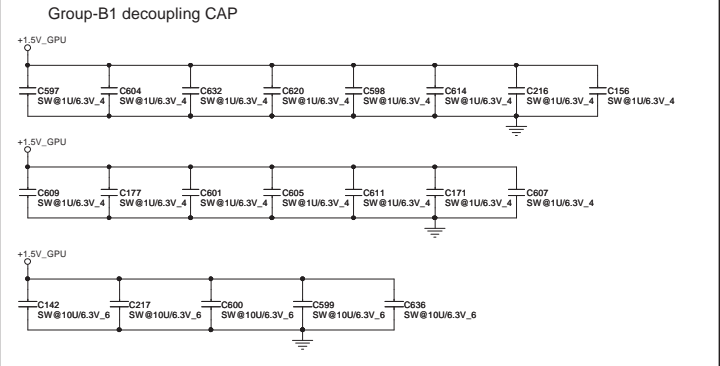 Group-B1 decoupling CAP
+1.5V_GPU
C597 C604 C632 C620 C598 C614 C216 C156
SW@1U/6.3V_4 SW@1U/6.3V_4 SW@1U/6.3V_4 SW@1U/6.3V_4 SW@1U/6.3V_4 SW@1U/6.3V_4 SW@1U/6.3V_4 SW@1U/6.3V_4
+1.5V_GPU
C609 C177 C601 C605 C611 C171 C607
SW@1U/6.3V_4 SW@1U/6.3V_4 SW@1U/6.3V_4 SW@1U/6.3V_4 SW@1U/6.3V_4 SW@1U/6.3V_4 SW@1U/6.3V_4
+1.5V_GPU
C142 C217 C600 C599 C636
SW@10U/6.3V_6 SW@10U/6.3V_6 SW@10U/6.3V_6 SW@10U/6.3V_6 SW@10U/6.3V_6